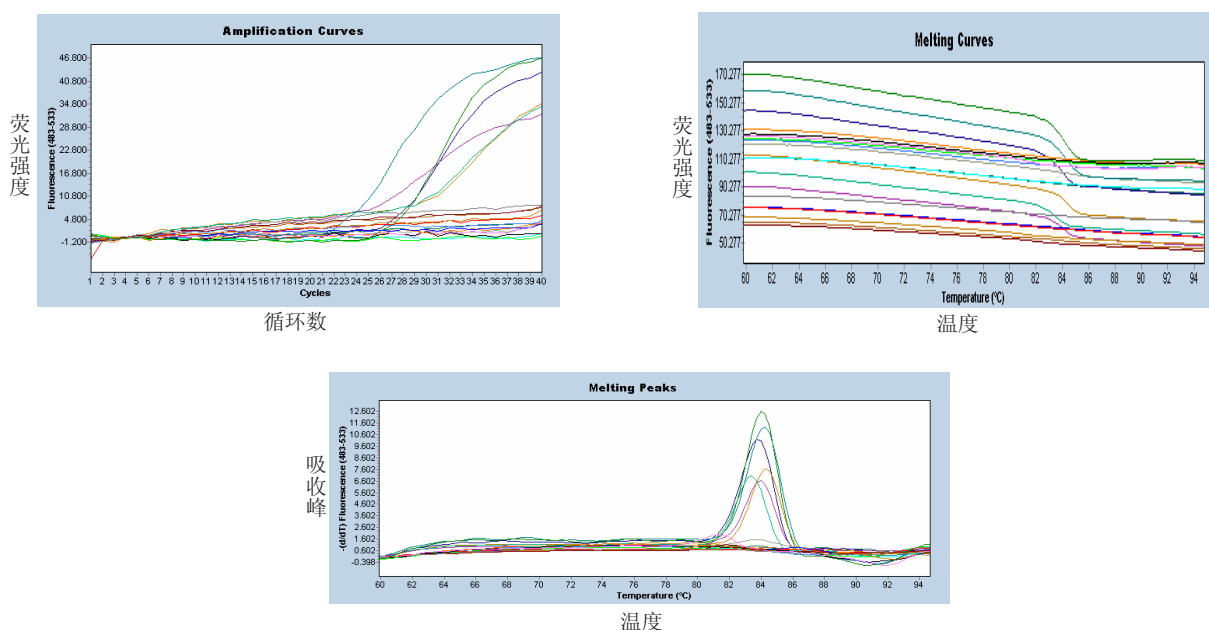 Amplification Curves
荧光强度
Fluorescence (483-533)
46.800
40.800
34.800
28.800
22.800
16.800
10.800
4.800
-1.200
1 2 3 4 5 6 7 8 9 10 11 12 13 14 15 16 17 18 19 20 21 22 23 24 25 26 27 28 29 30 31 32 33 34 35 36 37 38 39 40
Cycles
循环数
Melting Curves
荧光强度
Fluorescence (483-533)
170.277
150.277
130.277
110.277
90.277
70.277
50.277
60 62 64 66 68 70 72 74 76 78 80 82 84 86 88 90 92 94
Temperature (°C)
温度
Melting Peaks
吸收峰
-(d/dT) Fluorescence (483-533)
12.602
11.602
10.602
9.602
8.602
7.602
6.602
5.602
4.602
3.602
2.602
1.602
0.602
-0.398
60 62 64 66 68 70 72 74 76 78 80 82 84 86 88 90 92 94
Temperature (°C)
温度